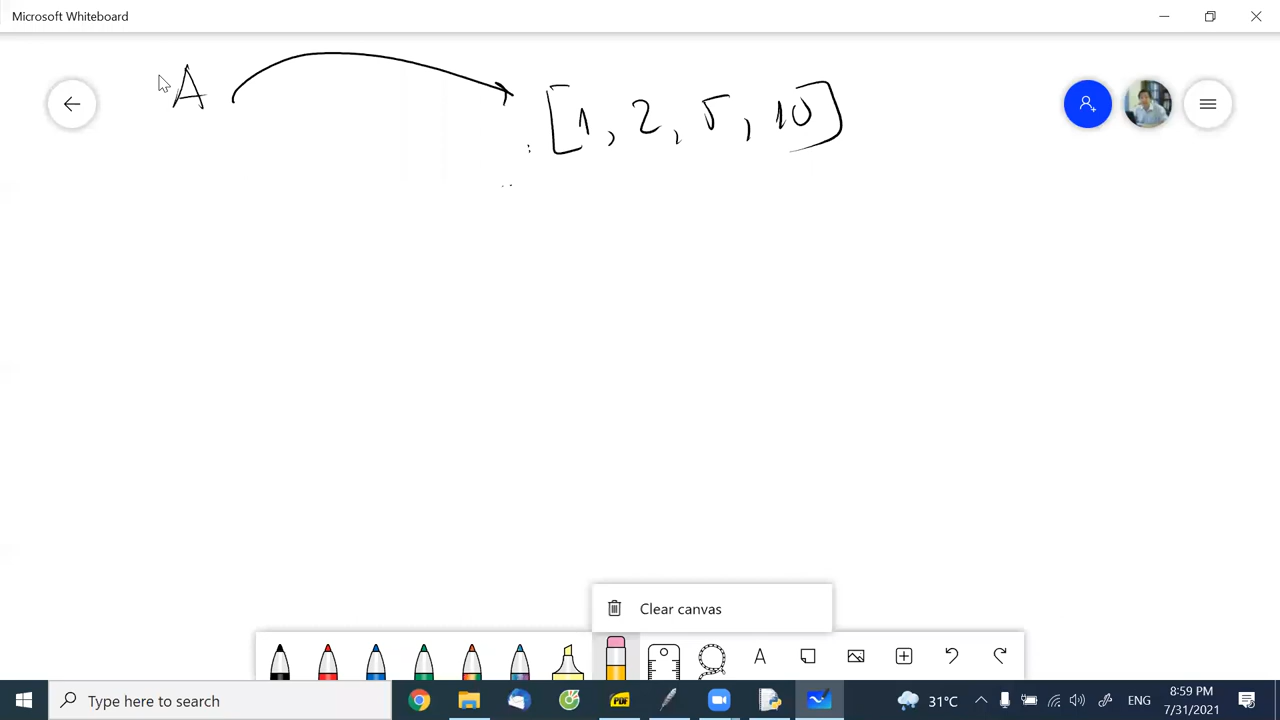 Microsoft Whiteboard
A
[1, 2, 5, 10]
Clear canvas
A
Type here to search
PDF
31°C
ENG
8:59 PM
7/31/2021